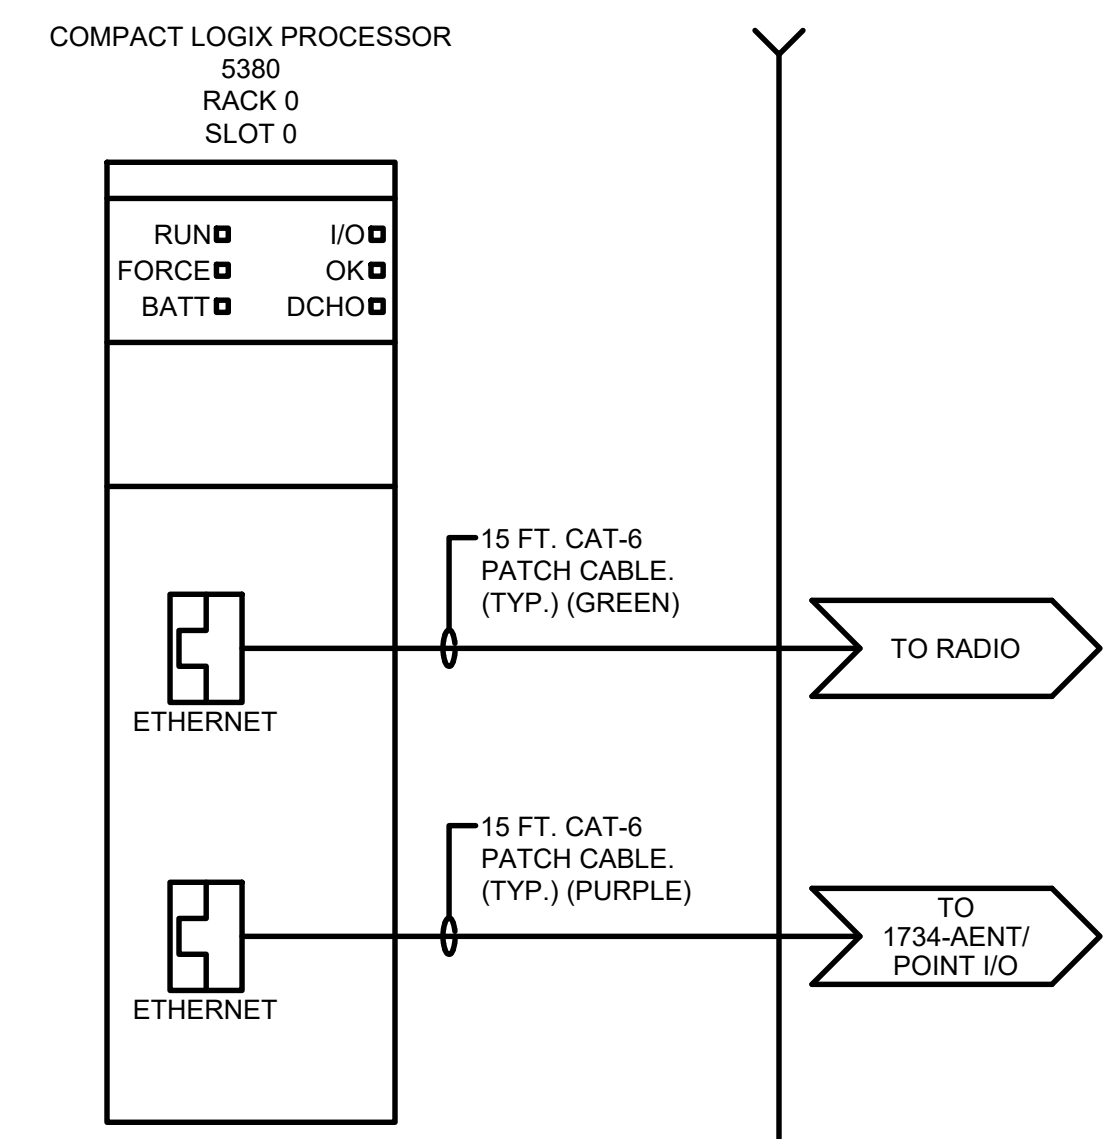 COMPACT LOGIX PROCESSOR
5380
RACK 0
SLOT 0
RUN
I/O
FORCE
OK
BATT
DCHO
15 FT. CAT-6
PATCH CABLE.
(TYP.) (GREEN)
TO RADIO
ETHERNET
15 FT. CAT-6
PATCH CABLE.
(TYP.) (PURPLE)
TO
1734-AENT/
POINT I/O
ETHERNET